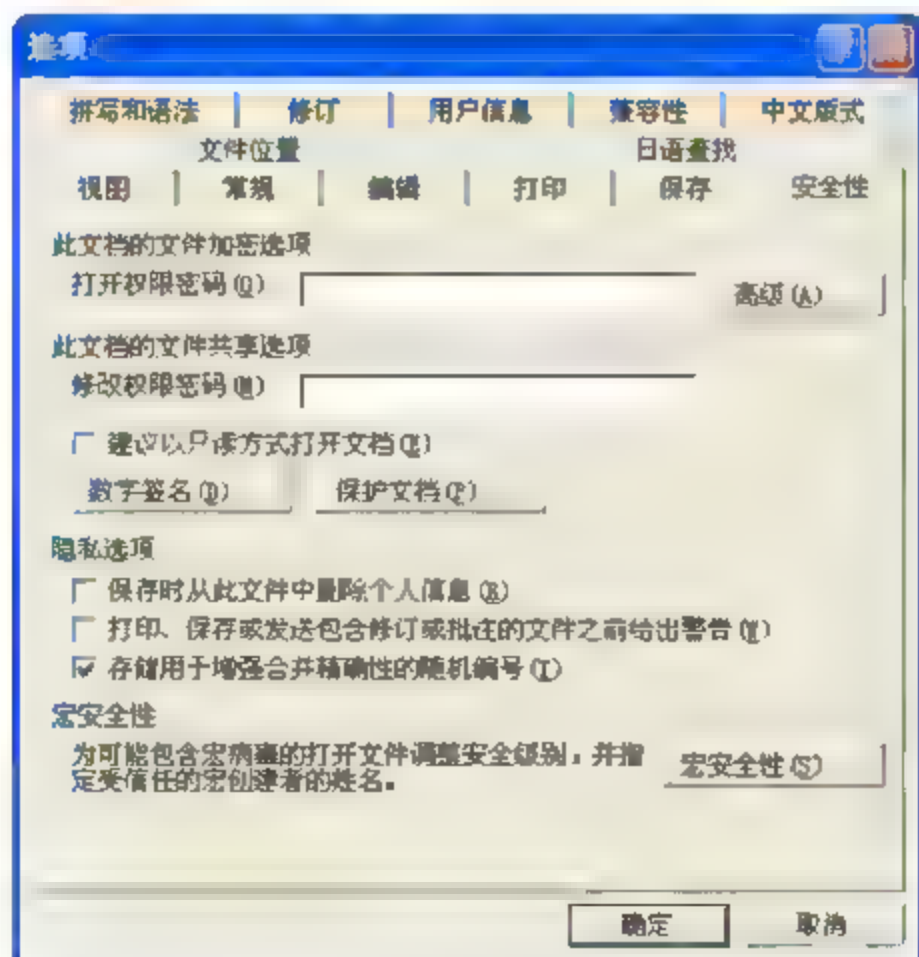 选项
拼写和语法 修订 用户信息 兼容性 中文版式
文件位置 日语查找
视图 常规 编辑 打印 保存 安全性
此文档的文件加密选项
打开权限密码(O) 高级(A)
此文档的文件共享选项
修改权限密码(M)
建议以只读方式打开文档(E)
数字签名(D) 保护文档(P)
隐私选项
保存时从此文件中删除个人信息(R)
打印、保存或发送包含修订或批注的文件之前给出警告(W)
存储用于增强合并精确性的随机编号(T)
宏安全性
为可能包含宏病毒的打开文件调整安全级别，并指
定受信任的宏创建者的姓名。 宏安全性(S)
确定 取消